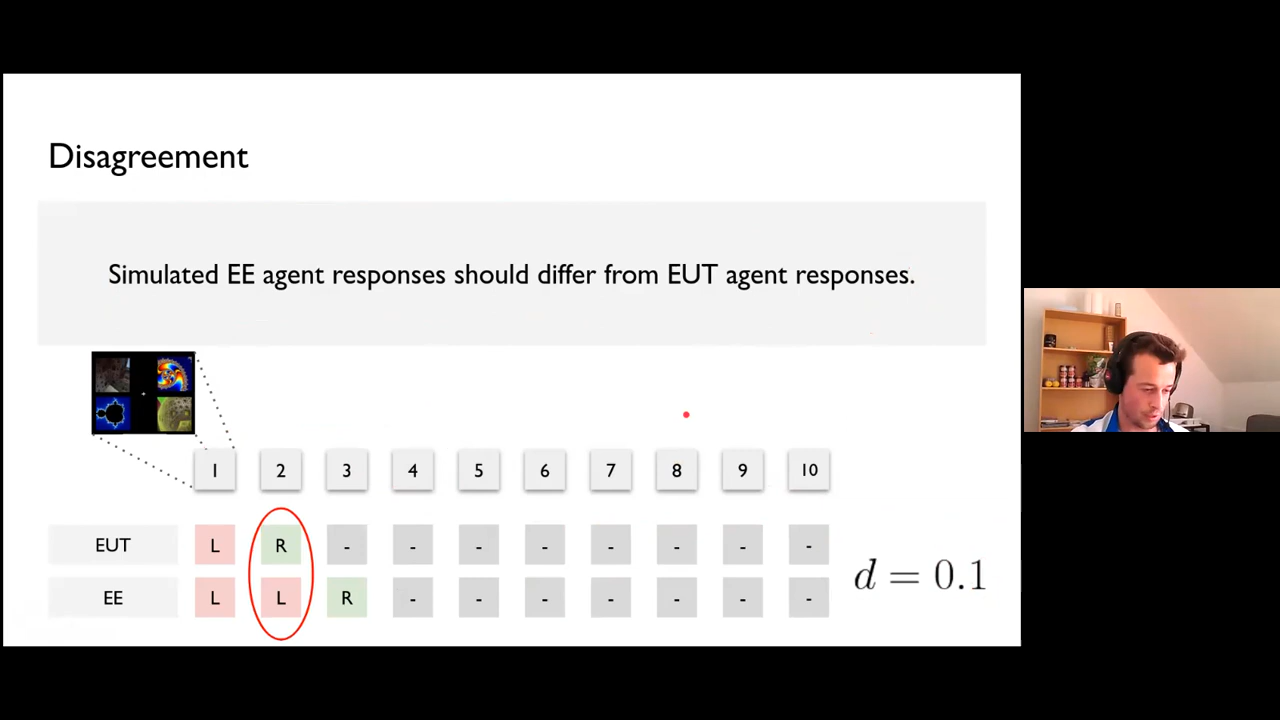 Disagreement
Simulated EE agent responses should differ from EUT agent responses.
1 2 3 4 5 6 7 8 9 10
EUT L R - - - - - - - -
EE L L R - - - - - - -
d = 0.1